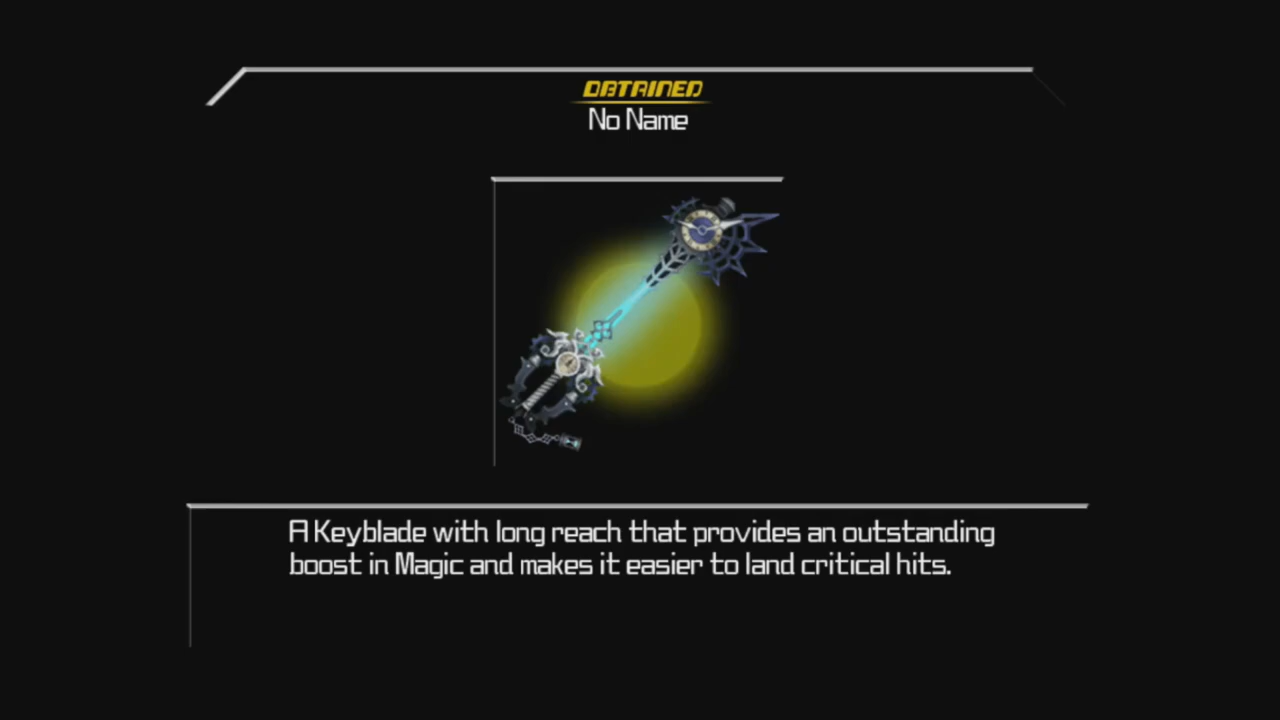 OBTAINED
No Name
A Keyblade with long reach that provides an outstanding
boost in Magic and makes it easier to land critical hits.